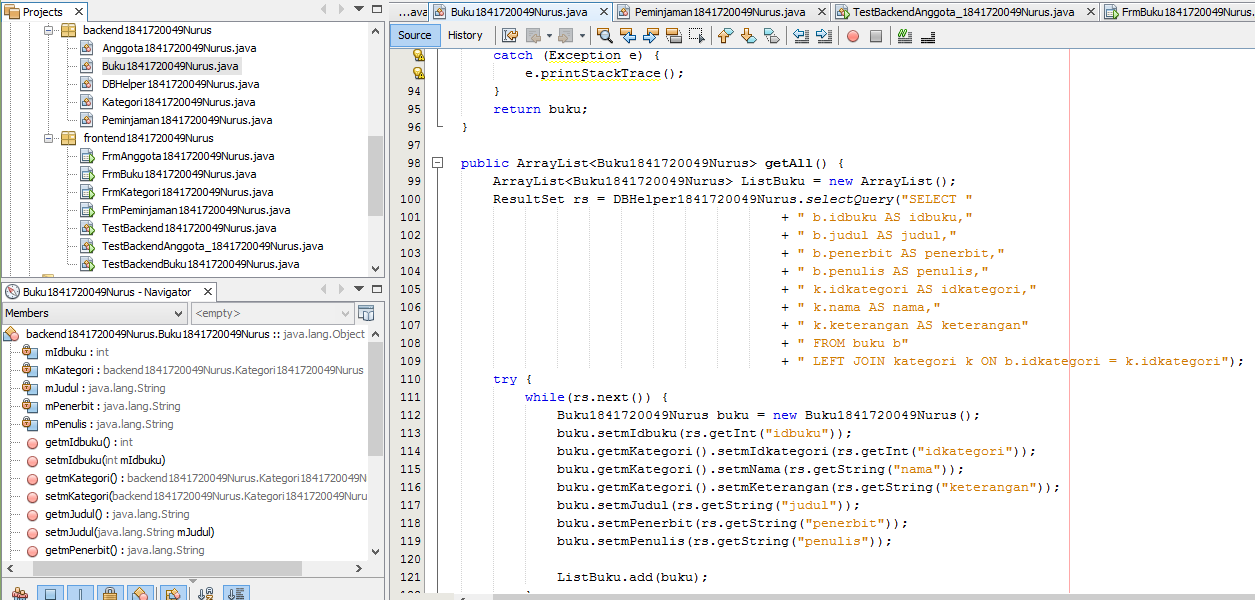 Projects
backend1841720049Nurus
Anggota1841720049Nurus.java
Buku1841720049Nurus.java
DBHelper1841720049Nurus.java
Kategori1841720049Nurus.java
Peminjaman1841720049Nurus.java
frontend1841720049Nurus
FrmAnggota1841720049Nurus.java
FrmBuku1841720049Nurus.java
FrmKategori1841720049Nurus.java
FrmPeminjaman1841720049Nurus.java
TestBackend1841720049Nurus.java
TestBackendAnggota_1841720049Nurus.java
TestBackendBuku1841720049Nurus.java
Buku1841720049Nurus - Navigator
Members <empty>
backend1841720049Nurus.Buku1841720049Nurus :: java.lang.Object
mIdbuku : int
mKategori : backend1841720049Nurus.Kategori1841720049Nurus
mJudul : java.lang.String
mPenerbit : java.lang.String
mPenulis : java.lang.String
getmIdbuku() : int
setmIdbuku(int mIdbuku)
getmKategori() : backend1841720049Nurus.Kategori1841720049N
setmKategori(backend1841720049Nurus.Kategori1841720049Nuru
getmJudul() : java.lang.String
setmJudul(java.lang.String mJudul)
getmPenerbit() : java.lang.String
...ava Buku1841720049Nurus.java Peminjaman1841720049Nurus.java TestBackendAnggota_1841720049Nurus.java FrmBuku1841720049Nurus.
Source History
catch (Exception e) {
e.printStackTrace();
94 }
95 return buku;
96 }
97
98 public ArrayList<Buku1841720049Nurus> getAll() {
99 ArrayList<Buku1841720049Nurus> ListBuku = new ArrayList();
100 ResultSet rs = DBHelper1841720049Nurus.selectQuery("SELECT "
101 + " b.idbuku AS idbuku,"
102 + " b.judul AS judul,"
103 + " b.penerbit AS penerbit,"
104 + " b.penulis AS penulis,"
105 + " k.idkategori AS idkategori,"
106 + " k.nama AS nama,"
107 + " k.keterangan AS keterangan"
108 + " FROM buku b"
109 + " LEFT JOIN kategori k ON b.idkategori = k.idkategori");
110 try {
111 while(rs.next()) {
112 Buku1841720049Nurus buku = new Buku1841720049Nurus();
113 buku.setmIdbuku(rs.getInt("idbuku"));
114 buku.getmKategori().setmIdkategori(rs.getInt("idkategori"));
115 buku.getmKategori().setmNama(rs.getString("nama"));
116 buku.getmKategori().setmKeterangan(rs.getString("keterangan"));
117 buku.setmJudul(rs.getString("judul"));
118 buku.setmPenerbit(rs.getString("penerbit"));
119 buku.setmPenulis(rs.getString("penulis"));
120
121 ListBuku.add(buku);